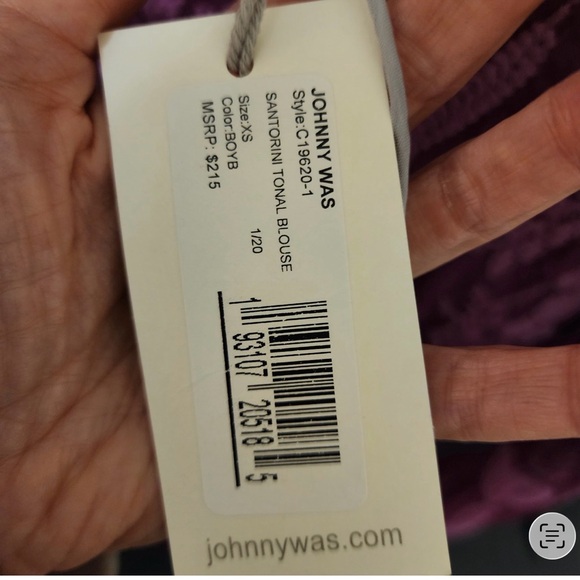 JOHNNY WAS
Style:C19620-1
SANTORINI TONAL BLOUSE
1/20
Size:XS
Color:BOYB
MSRP: $215
1 93107 20518 5
johnnywas.com